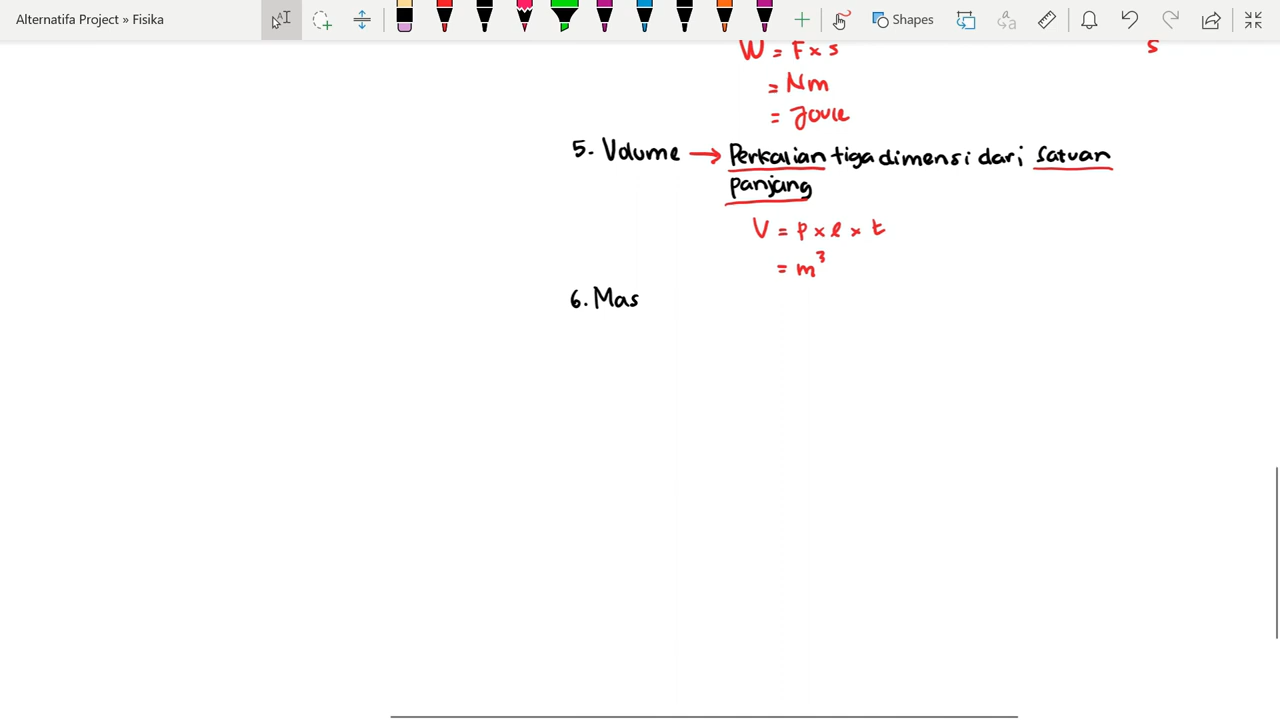 Alternatifa Project » Fisika
Shapes
W = F x s
s
= Nm
= Joule
5. Volume → Perkalian tiga dimensi dari satuan
panjang
V = p x l x t
= m³
6. Mas